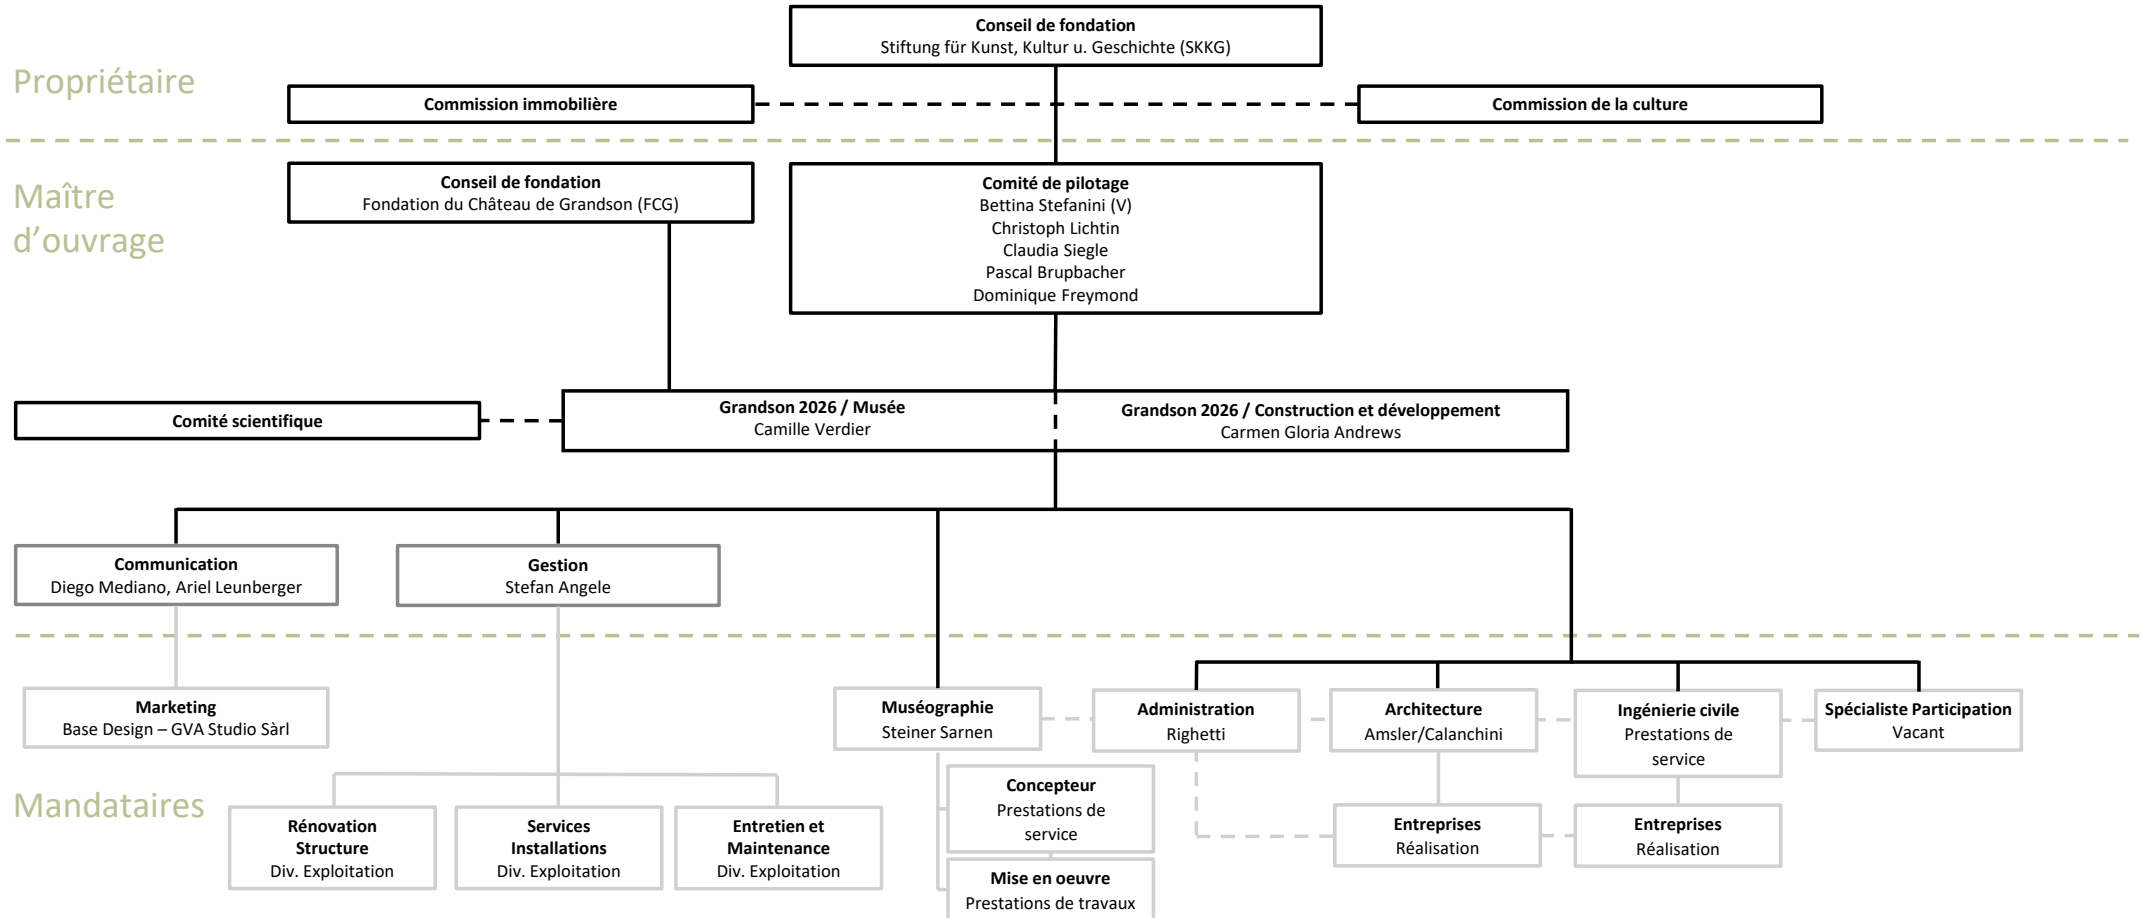 Conseil de fondation
Stiftung für Kunst, Kultur u. Geschichte (SKKG)
Propriétaire
Commission immobilière
Commission de la culture
Maître
d’ouvrage
Conseil de fondation
Fondation du Château de Grandson (FCG)
Comité de pilotage
Bettina Stefanini (V)
Christoph Lichtin
Claudia Siegle
Pascal Brupbacher
Dominique Freymond
Comité scientifique
Grandson 2026 / Musée
Camille Verdier
Grandson 2026 / Construction et développement
Carmen Gloria Andrews
Communication
Diego Mediano, Ariel Leunberger
Gestion
Stefan Angele
Marketing
Base Design – GVA Studio Sàrl
Muséographie
Steiner Sarnen
Administration
Righetti
Architecture
Amsler/Calanchini
Ingénierie civile
Prestations de
service
Spécialiste Participation
Vacant
Mandataires
Rénovation
Structure
Div. Exploitation
Services
Installations
Div. Exploitation
Entretien et
Maintenance
Div. Exploitation
Concepteur
Prestations de
service
Mise en oeuvre
Prestations de travaux
Entreprises
Réalisation
Entreprises
Réalisation